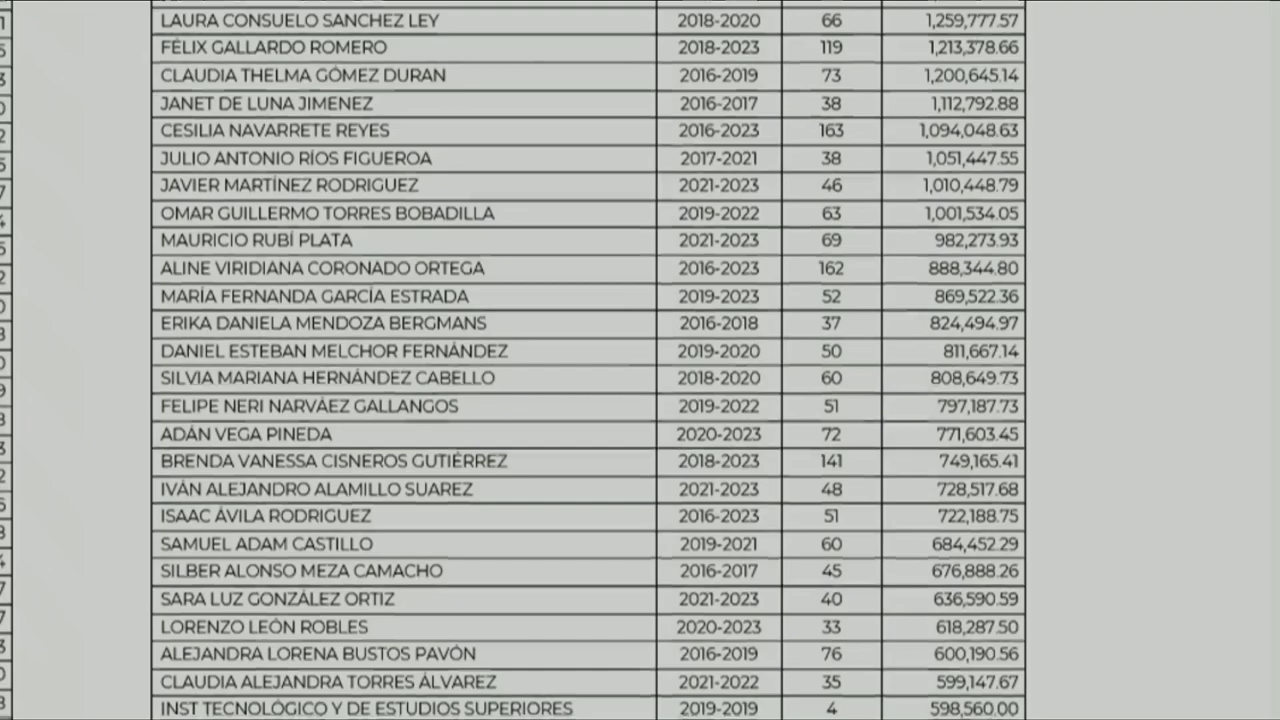 LAURA CONSUELO SANCHEZ LEY 2018-2020 66 1,259,777.57
FÉLIX GALLARDO ROMERO 2018-2023 119 1,213,378.66
CLAUDIA THELMA GÓMEZ DURAN 2016-2019 73 1,200,645.14
JANET DE LUNA JIMENEZ 2016-2017 38 1,112,792.88
CESILIA NAVARRETE REYES 2016-2023 163 1,094,048.63
JULIO ANTONIO RÍOS FIGUEROA 2017-2021 38 1,051,447.55
JAVIER MARTÍNEZ RODRIGUEZ 2021-2023 46 1,010,448.79
OMAR GUILLERMO TORRES BOBADILLA 2019-2022 63 1,001,534.05
MAURICIO RUBÍ PLATA 2021-2023 69 982,273.93
ALINE VIRIDIANA CORONADO ORTEGA 2016-2023 162 888,344.80
MARÍA FERNANDA GARCÍA ESTRADA 2019-2023 52 869,522.36
ERIKA DANIELA MENDOZA BERGMANS 2016-2018 37 824,494.97
DANIEL ESTEBAN MELCHOR FERNÁNDEZ 2019-2020 50 811,667.14
SILVIA MARIANA HERNÁNDEZ CABELLO 2018-2020 60 808,649.73
FELIPE NERI NARVÁEZ GALLANGOS 2019-2022 51 797,187.73
ADÁN VEGA PINEDA 2020-2023 72 771,603.45
BRENDA VANESSA CISNEROS GUTIÉRREZ 2018-2023 141 749,165.41
IVÁN ALEJANDRO ALAMILLO SUAREZ 2021-2023 48 728,517.68
ISAAC ÁVILA RODRIGUEZ 2016-2023 51 722,188.75
SAMUEL ADAM CASTILLO 2019-2021 60 684,452.29
SILBER ALONSO MEZA CAMACHO 2016-2017 45 676,888.26
SARA LUZ GONZÁLEZ ORTIZ 2021-2023 40 636,590.59
LORENZO LEÓN ROBLES 2020-2023 33 618,287.50
ALEJANDRA LORENA BUSTOS PAVÓN 2016-2019 76 600,190.56
CLAUDIA ALEJANDRA TORRES ÁLVAREZ 2021-2022 35 599,147.67
INST TECNOLÓGICO Y DE ESTUDIOS SUPERIORES 2019-2019 4 598,560.00